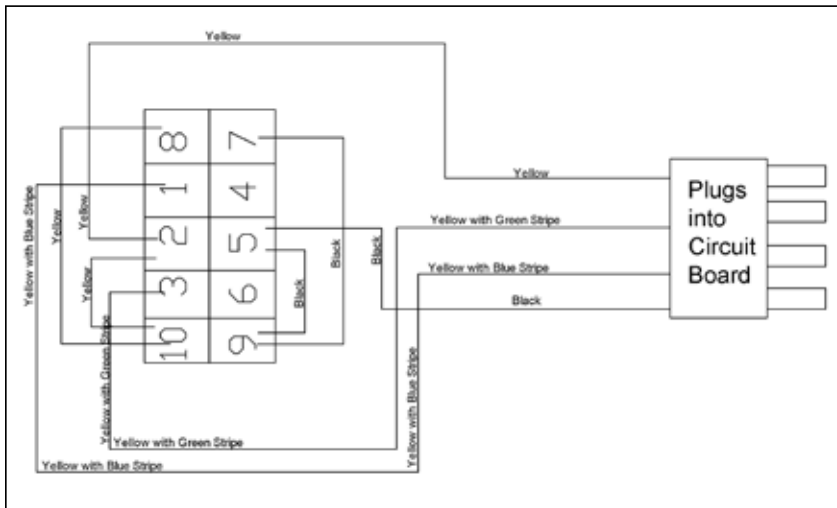 Yellow
8 7
1 4
2 5
3 6
10 9
Yellow with Blue Stripe
Yellow
Yellow
Yellow
Yellow with Green Stripe
Black
Black
Black
Yellow
Yellow with Green Stripe
Yellow with Blue Stripe
Black
Plugs
into
Circuit
Board
Yellow with Blue Stripe
Yellow with Green Stripe
Yellow with Blue Stripe